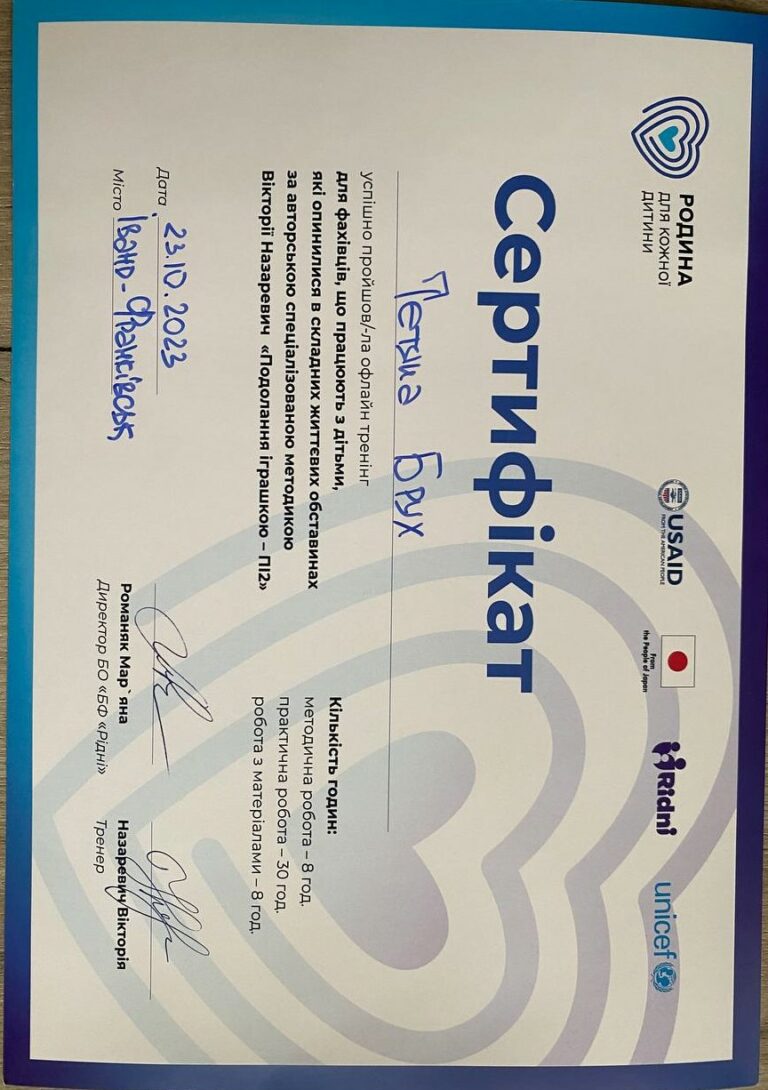 РОДИНА
ДЛЯ КОЖНОЇ
ДИТИНИ
USAID
FROM THE AMERICAN PEOPLE
From
the People of Japan
Ridni
unicef
Сертифікат
Тетяна Брух
успішно пройшов/-ла офлайн тренінг
для фахівців, що працюють з дітьми,
які опинилися в складних життєвих обставинах
за авторською спеціалізованою методикою
Вікторії Назаревич «Подолання іграшкою – ПІ2»
Кількість годин:
методична робота – 8 год.
практична робота – 30 год.
робота з матеріалами – 8 год.
Дата 23.10.2023
Місто Івано-Франківськ
Романяк Мар`яна
Директор БО «БФ «Рідні»
Назаревич Вікторія
Тренер